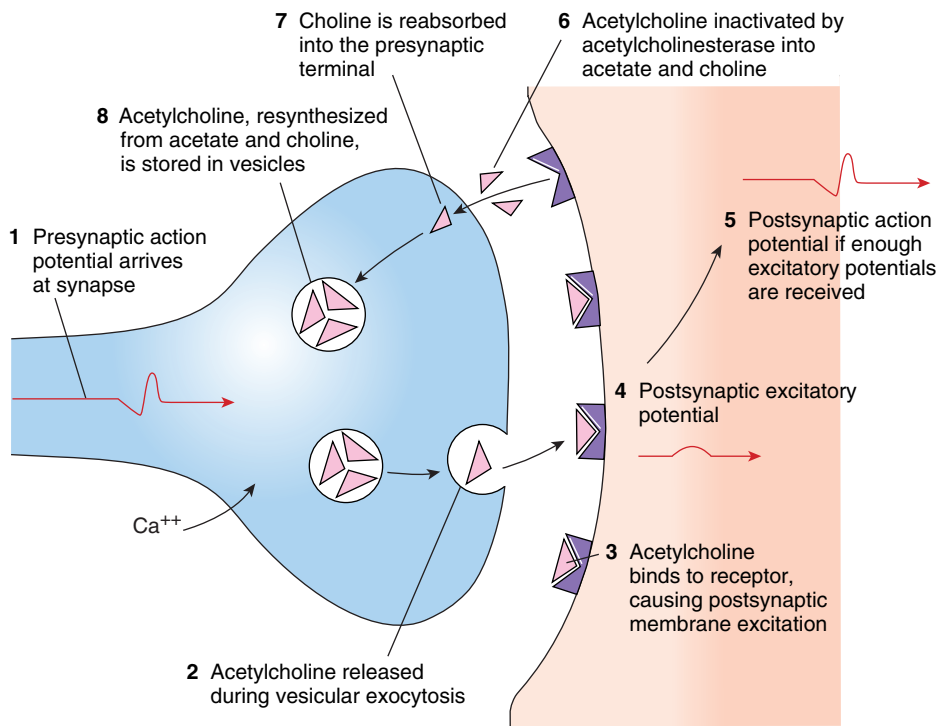 7 Choline is reabsorbed
into the presynaptic
terminal
6 Acetylcholine inactivated by
acetylcholinesterase into
acetate and choline
8 Acetylcholine, resynthesized
from acetate and choline,
is stored in vesicles
1 Presynaptic action
potential arrives
at synapse
5 Postsynaptic action
potential if enough
excitatory potentials
are received
4 Postsynaptic excitatory
potential
Ca++
3 Acetylcholine
binds to receptor,
causing postsynaptic
membrane excitation
2 Acetylcholine released
during vesicular exocytosis